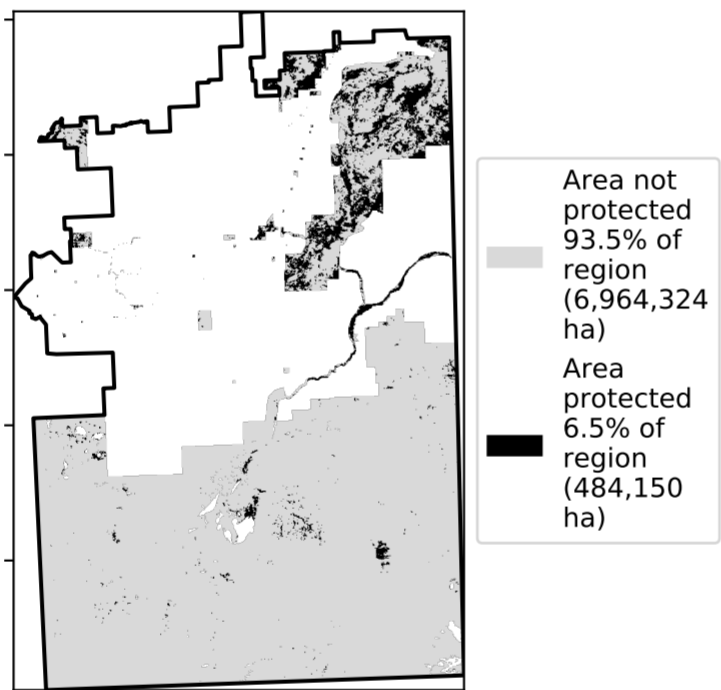 Area not
protected
93.5% of
region
(6,964,324
ha)
Area
protected
6.5% of
region
(484,150
ha)